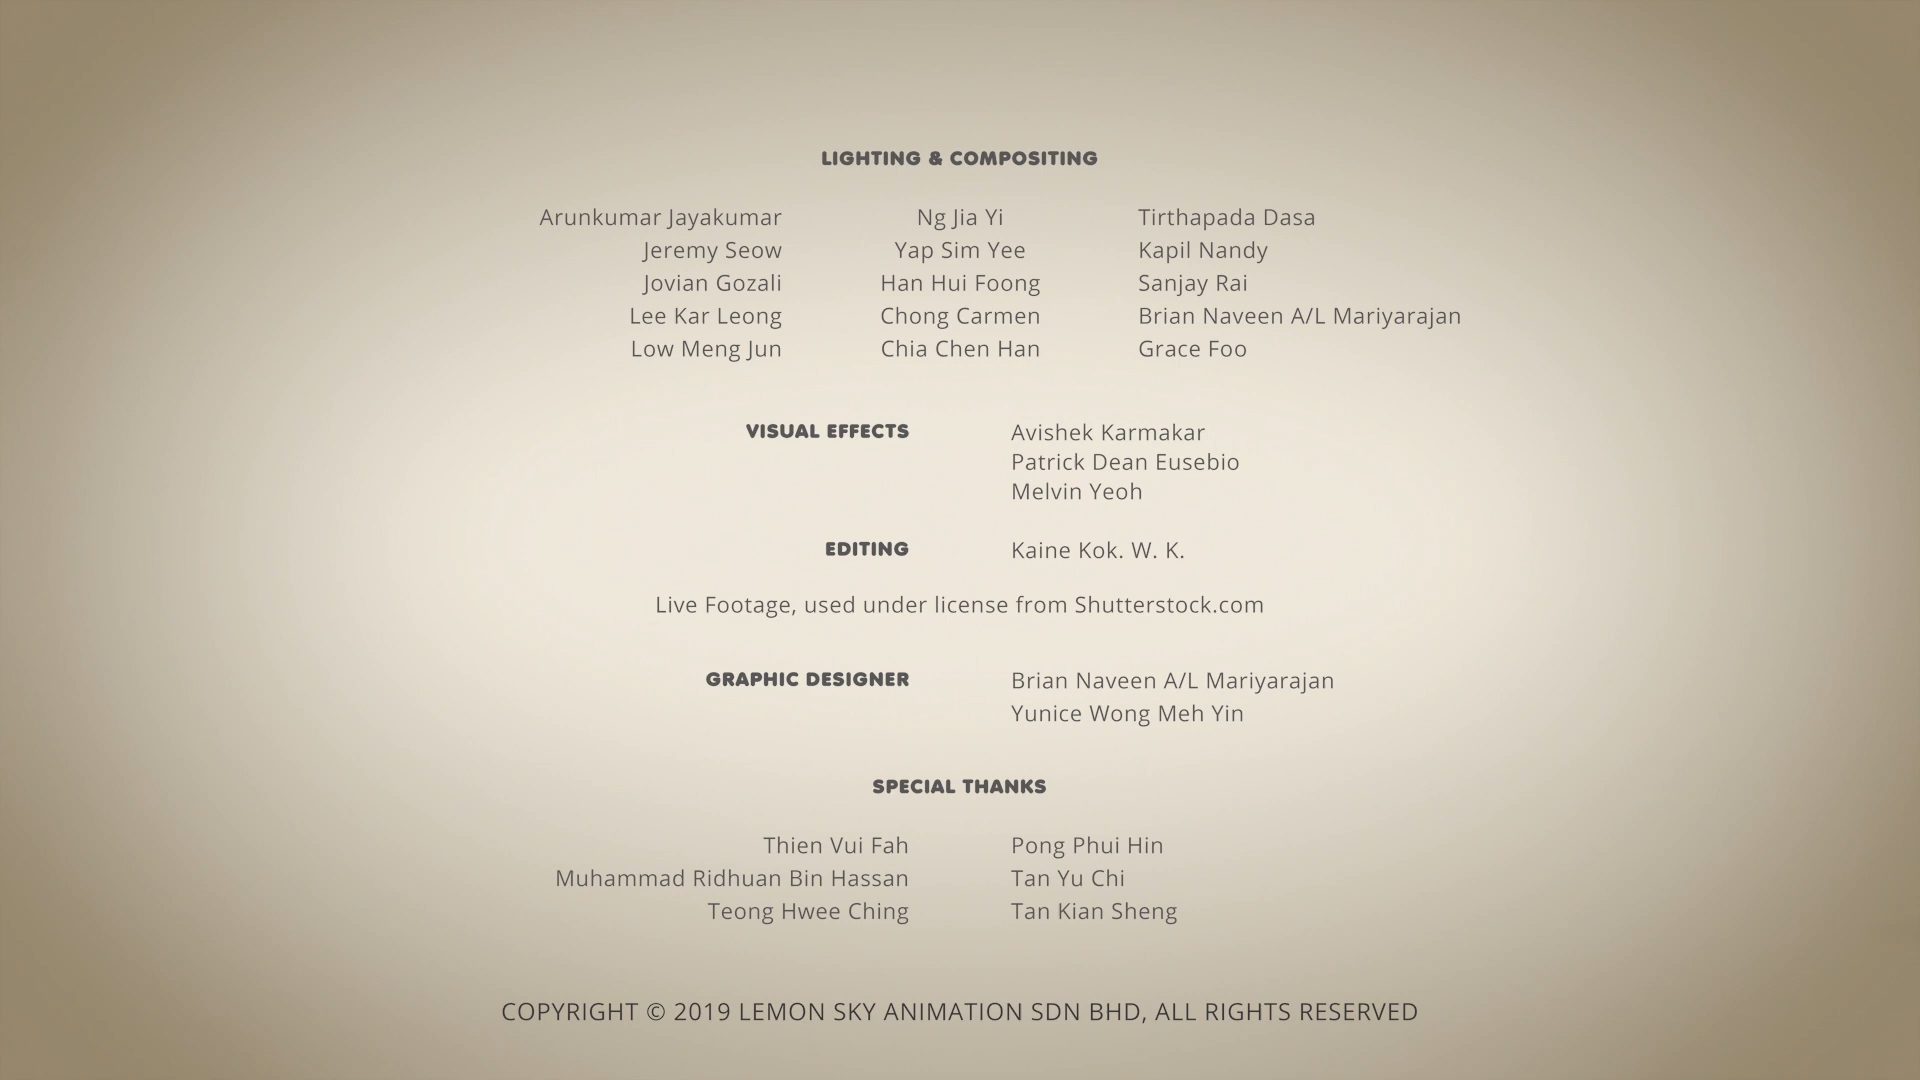 LIGHTING & COMPOSITING
Arunkumar Jayakumar Ng Jia Yi Tirthapada Dasa
Jeremy Seow Yap Sim Yee Kapil Nandy
Jovian Gozali Han Hui Foong Sanjay Rai
Lee Kar Leong Chong Carmen Brian Naveen A/L Mariyarajan
Low Meng Jun Chia Chen Han Grace Foo
VISUAL EFFECTS Avishek Karmakar
Patrick Dean Eusebio
Melvin Yeoh
EDITING Kaine Kok. W. K.
Live Footage, used under license from Shutterstock.com
GRAPHIC DESIGNER Brian Naveen A/L Mariyarajan
Yunice Wong Meh Yin
SPECIAL THANKS
Thien Vui Fah Pong Phui Hin
Muhammad Ridhuan Bin Hassan Tan Yu Chi
Teong Hwee Ching Tan Kian Sheng
COPYRIGHT © 2019 LEMON SKY ANIMATION SDN BHD, ALL RIGHTS RESERVED